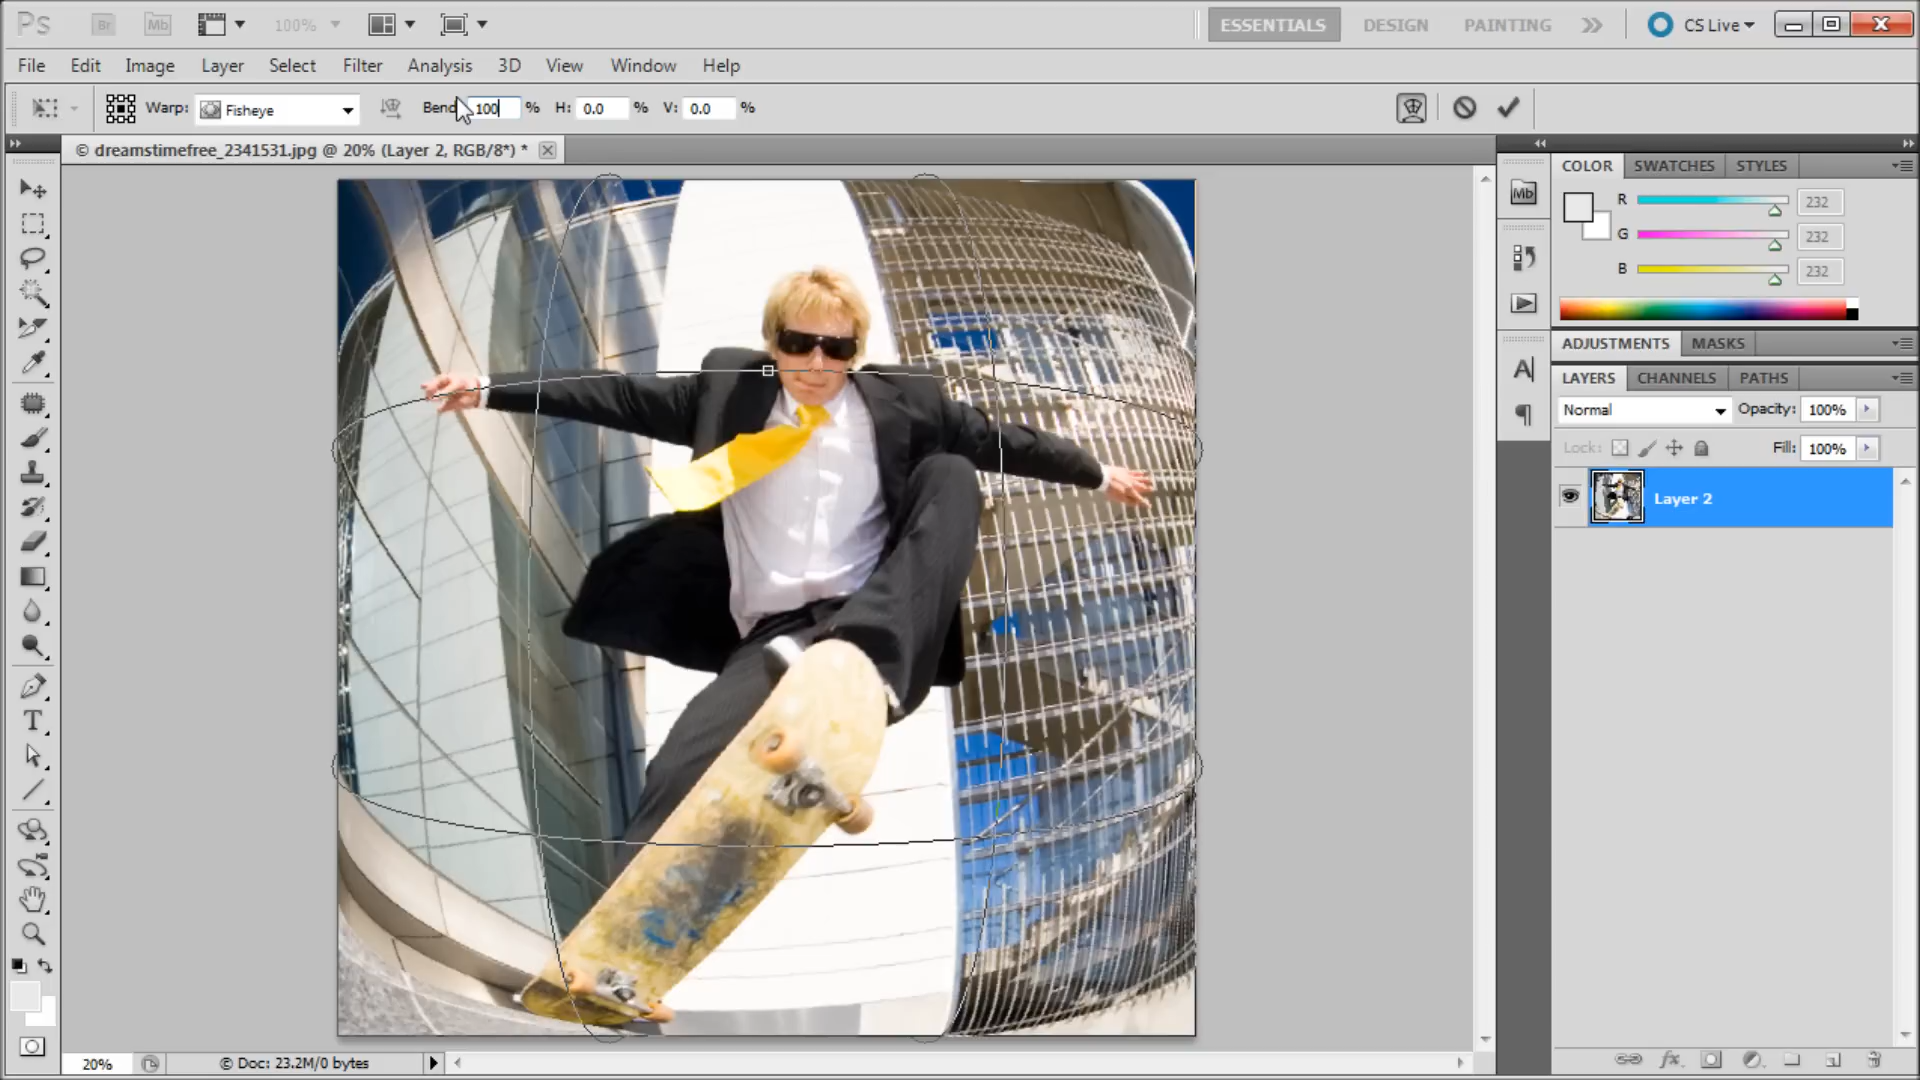 Ps Br Mb 100% ESSENTIALS DESIGN PAINTING CS Live
File Edit Image Layer Select Filter Analysis 3D View Window Help
Warp: Fisheye Bend 100 % H: 0.0 % V: 0.0 %
© dreamstimefree_2341531.jpg @ 20% (Layer 2, RGB/8*) *
COLOR SWATCHES STYLES
Mb
R 232
G 232
B 232
ADJUSTMENTS MASKS
LAYERS CHANNELS PATHS
Normal Opacity: 100%
Lock: Fill: 100%
Layer 2
20% © Doc: 23.2M/0 bytes